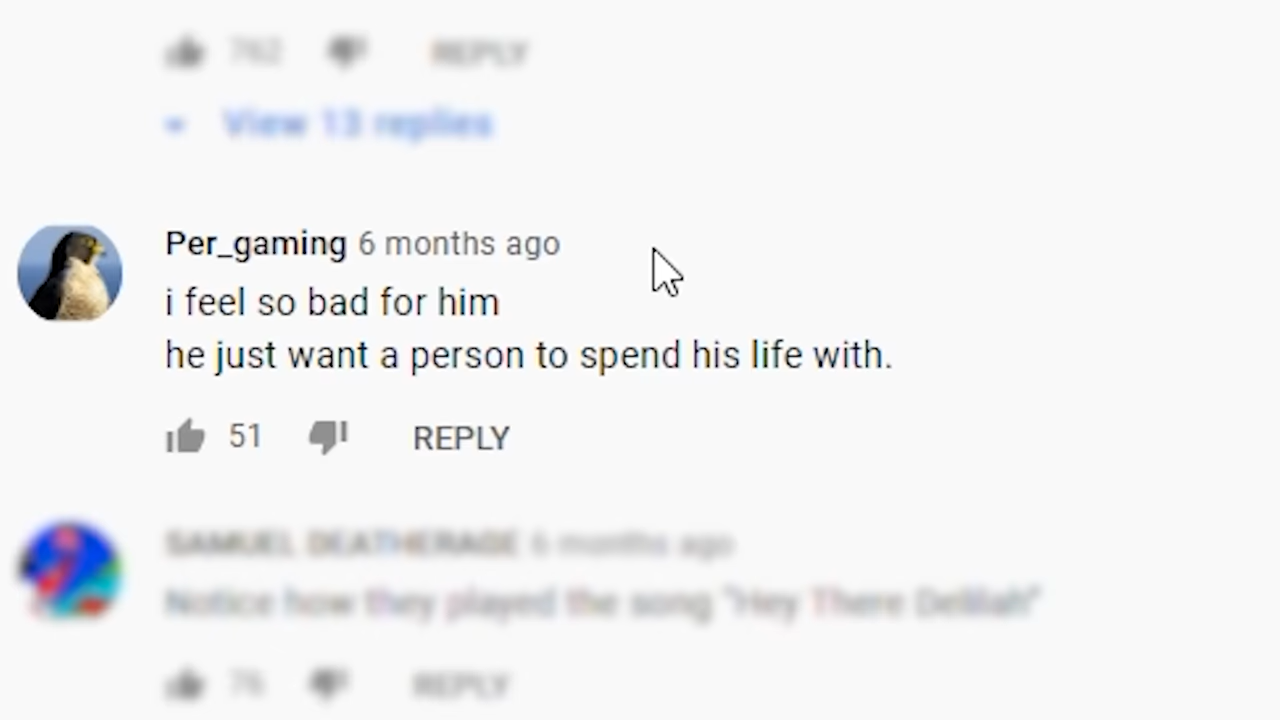 762 REPLY
View 13 replies
Per_gaming 6 months ago
i feel so bad for him
he just want a person to spend his life with.
51 REPLY
SAMUEL DEATHERAGE 6 months ago
Notice how they played the song "Hey There Delilah"
76 REPLY